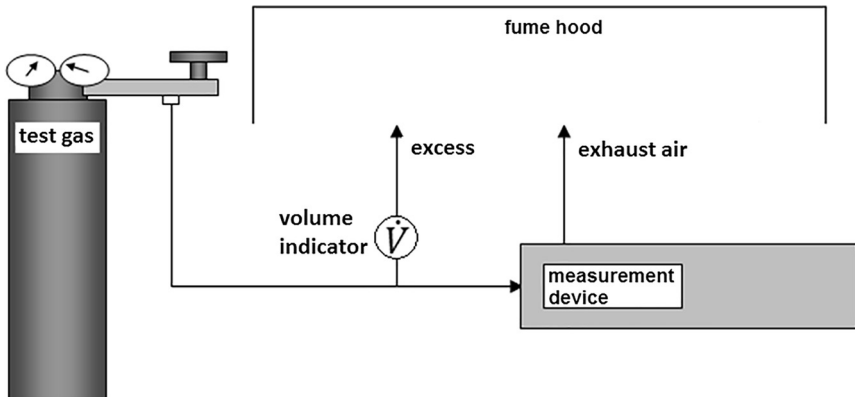 fume hood
test gas
excess
exhaust air
volume
indicator
V̇
measurement
device